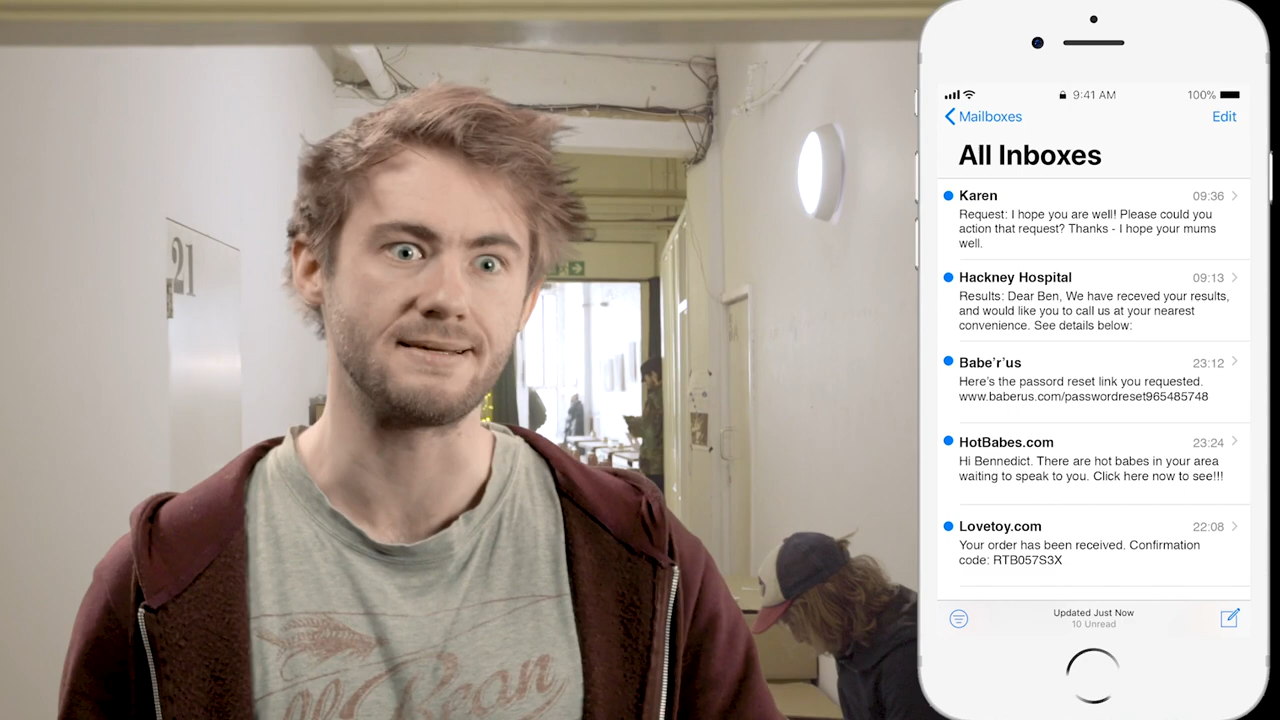 21
9:41 AM
100%
Mailboxes
Edit
All Inboxes
Karen
09:36
Request: I hope you are well! Please could you
action that request? Thanks - I hope your mums
well.
Hackney Hospital
09:13
Results: Dear Ben, We have receved your results,
and would like you to call us at your nearest
convenience. See details below:
Babe'r'us
23:12
Here's the passord reset link you requested.
www.baberus.com/passwordreset965485748
HotBabes.com
23:24
Hi Bennedict. There are hot babes in your area
waiting to speak to you. Click here now to see!!!
Lovetoy.com
22:08
Your order has been received. Confirmation
code: RTB057S3X
Updated Just Now
10 Unread